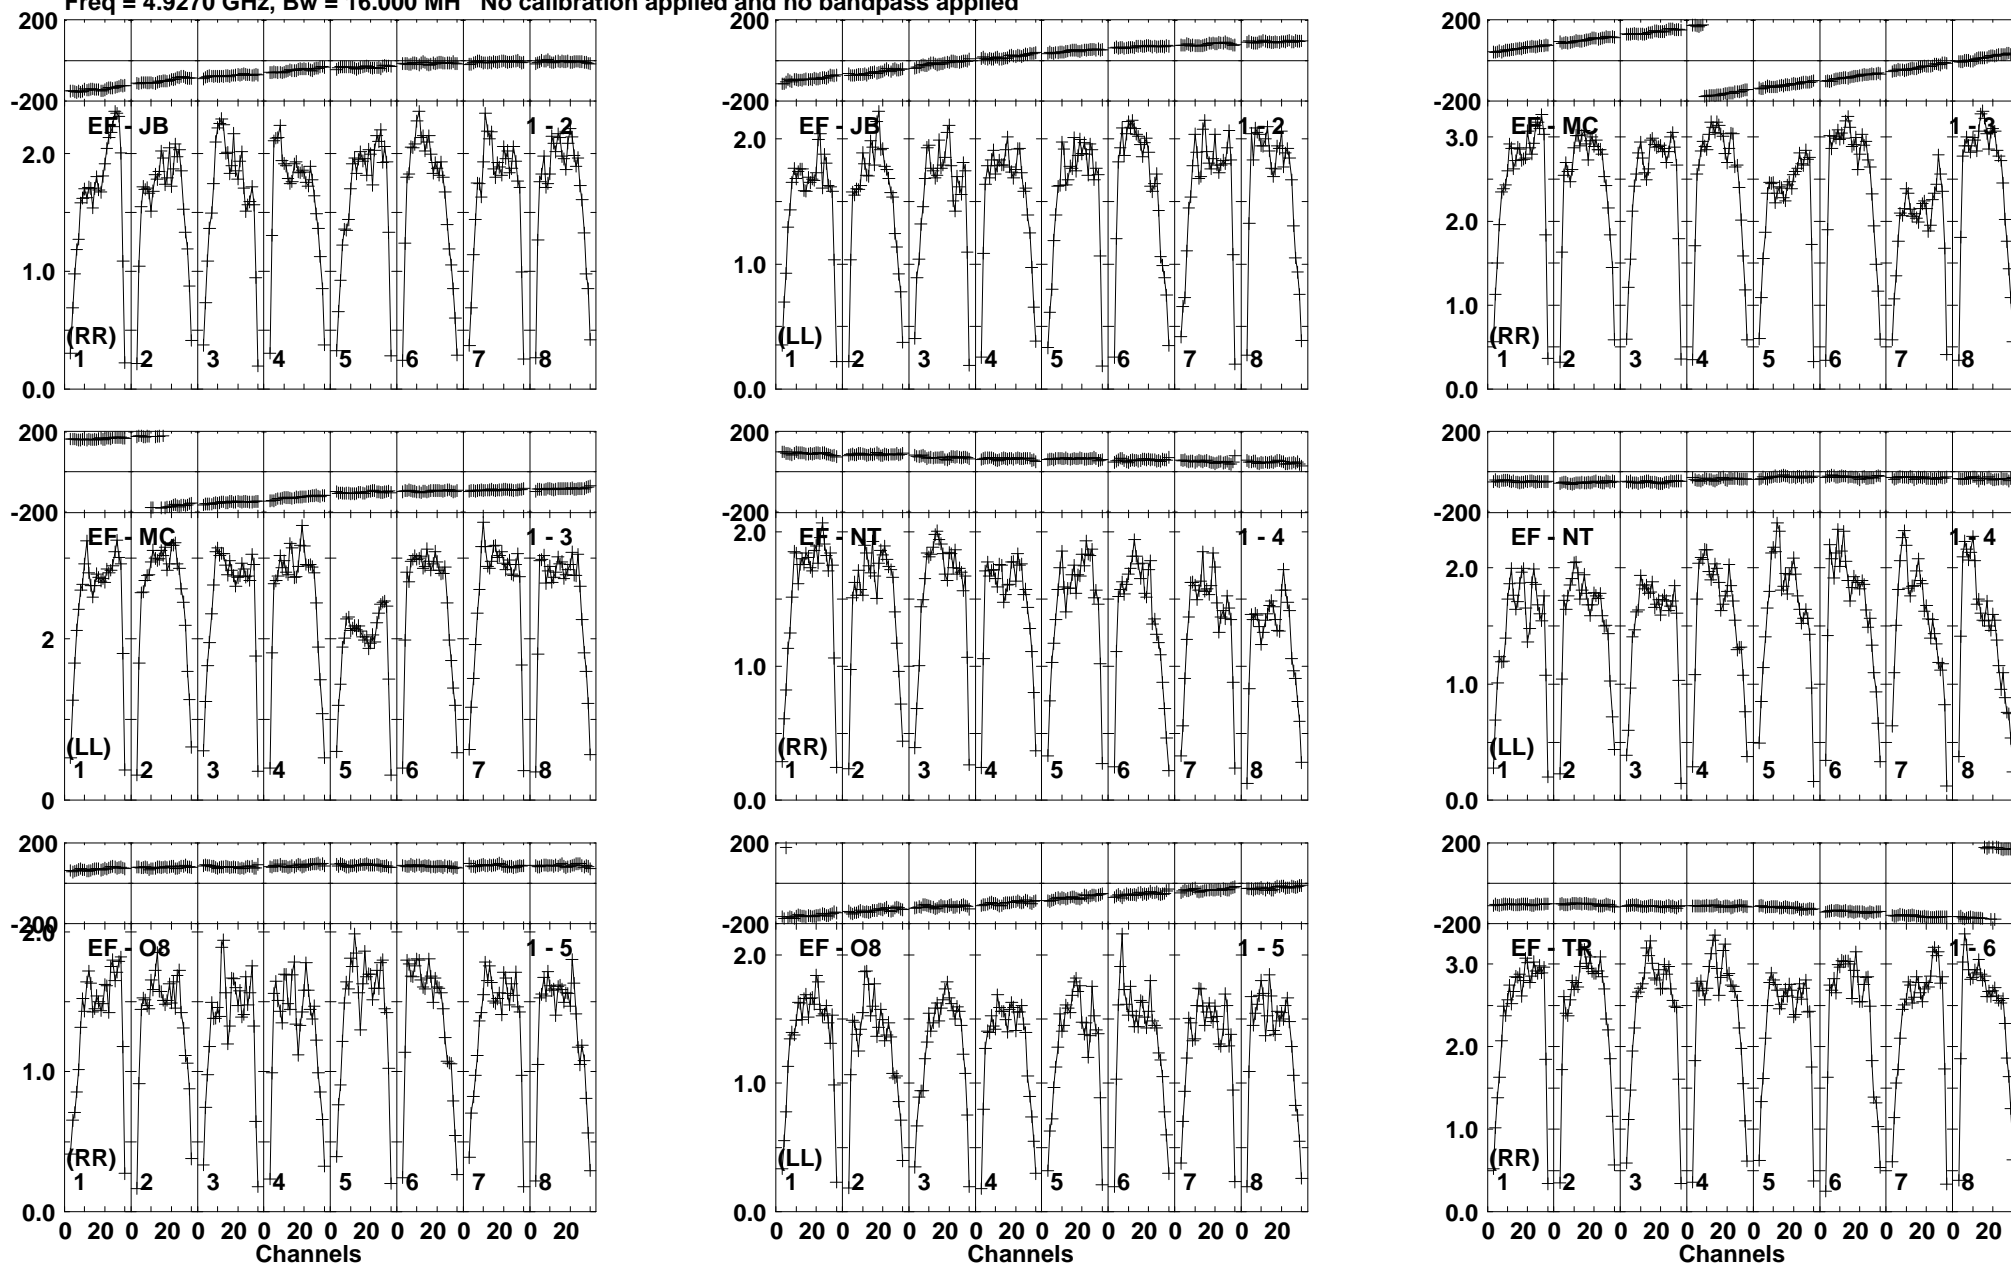 Freq = 4.9270 GHz, Bw = 16.000 MH No calibration applied and no bandpass applied
200 200 200
-200 -200 -200
EF - JB 1 - 2 EF - JB 1 - 2 EF - MC 1 - 3
2.0 2.0 3.0
2.0
1.0 1.0 1.0
(RR) (LL) (RR)
1 2 3 4 5 6 7 8 1 2 3 4 5 6 7 8 1 2 3 4 5 6 7 8
0.0 0.0 0.0
200 200 200
-200 -200 -200
EF - MC 1 - 3 EF - NT 1 - 4 EF - NT 1 - 4
2 2.0 2.0
1.0 1.0
(LL) (RR) (LL)
1 2 3 4 5 6 7 8 1 2 3 4 5 6 7 8 1 2 3 4 5 6 7 8
0 0.0 0.0
200 200 200
-200 -200 -200
2.0 EF - O8 1 - 5 2.0 EF - O8 1 - 5 3.0 EF - TR 1 - 6
2.0
1.0 1.0 1.0
(RR) (LL) (RR)
1 2 3 4 5 6 7 8 1 2 3 4 5 6 7 8 1 2 3 4 5 6 7 8
0.0 0.0 0.0
0 20 0 20 0 20 0 20 0 20 0 20 0 20 0 20 0 20 0 20 0 20 0 20 0 20 0 20 0 20 0 20 0 20 0 20 0 20 0 20 0 20 0 20 0 20 0 20
Channels Channels Channels